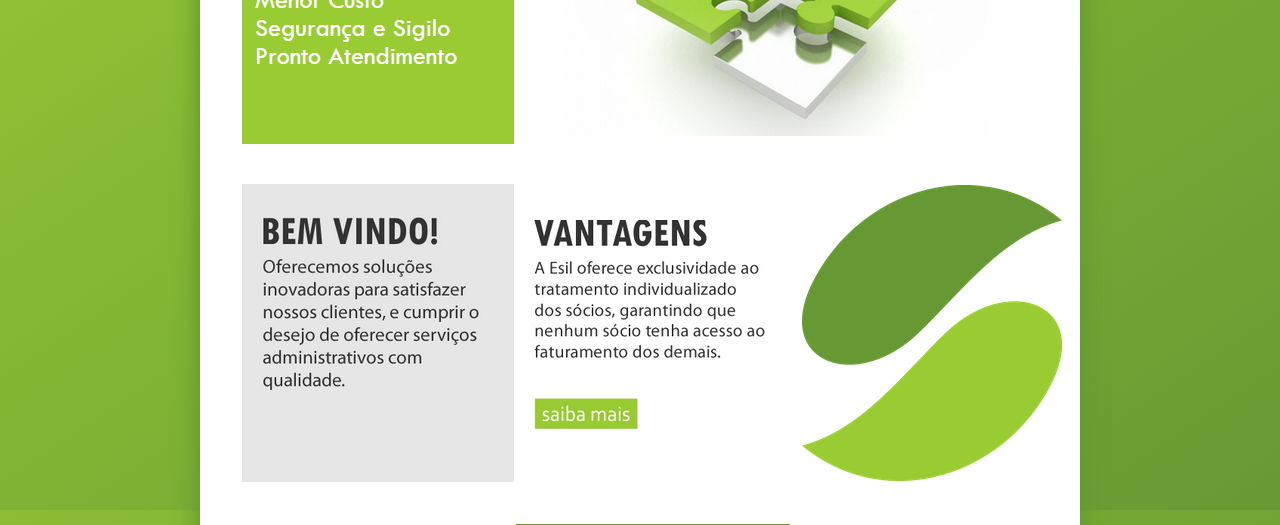 Menor Custo
Segurança e Sigilo
Pronto Atendimento
BEM VINDO!
Oferecemos soluções
inovadoras para satisfazer
nossos clientes, e cumprir o
desejo de oferecer serviços
administrativos com
qualidade.
VANTAGENS
A Esil oferece exclusividade ao
tratamento individualizado
dos sócios, garantindo que
nenhum sócio tenha acesso ao
faturamento dos demais.
saiba mais